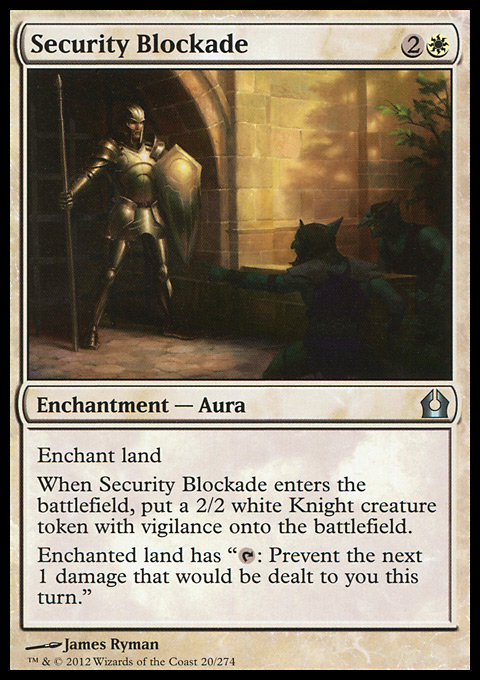 Security Blockade 2
Enchantment — Aura
Enchant land
When Security Blockade enters the
battlefield, put a 2/2 white Knight creature
token with vigilance onto the battlefield.
Enchanted land has “: Prevent the next
1 damage that would be dealt to you this
turn.”
James Ryman
™ & © 2012 Wizards of the Coast 20/274